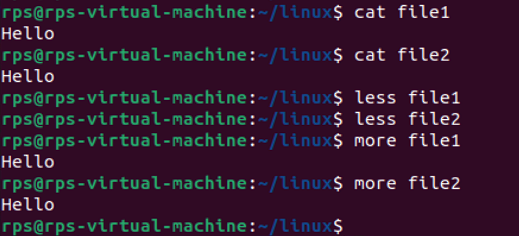 rps@rps-virtual-machine:~/linux$ cat file1
Hello
rps@rps-virtual-machine:~/linux$ cat file2
Hello
rps@rps-virtual-machine:~/linux$ less file1
rps@rps-virtual-machine:~/linux$ less file2
rps@rps-virtual-machine:~/linux$ more file1
Hello
rps@rps-virtual-machine:~/linux$ more file2
Hello
rps@rps-virtual-machine:~/linux$